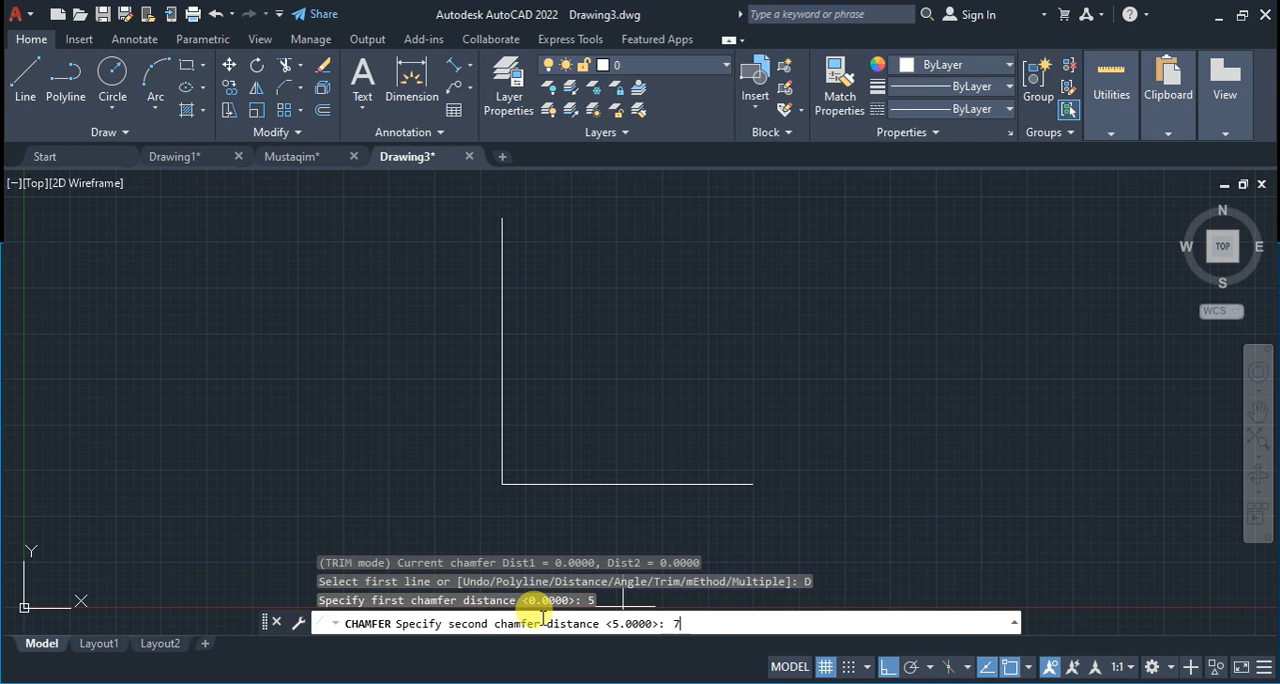 Share
Autodesk AutoCAD 2022 Drawing3.dwg
Type a keyword or phrase
Sign In
Home Insert Annotate Parametric View Manage Output Add-ins Collaborate Express Tools Featured Apps
Line Polyline Circle Arc
Text Dimension
Layer Properties
0
Insert
Match Properties
ByLayer
ByLayer
ByLayer
Group
Utilities
Clipboard
View
Draw Modify Annotation Layers Block Properties Groups
Start Drawing1* Mustaqim* Drawing3*
[−][Top][2D Wireframe]
N
W TOP E
S
WCS
Y
X
(TRIM mode) Current chamfer Dist1 = 0.0000, Dist2 = 0.0000
Select first line or [Undo/Polyline/Distance/Angle/Trim/mEthod/Multiple]: D
Specify first chamfer distance <0.0000>: 5
CHAMFER Specify second chamfer distance <5.0000>: 7
Model Layout1 Layout2
MODEL 1:1